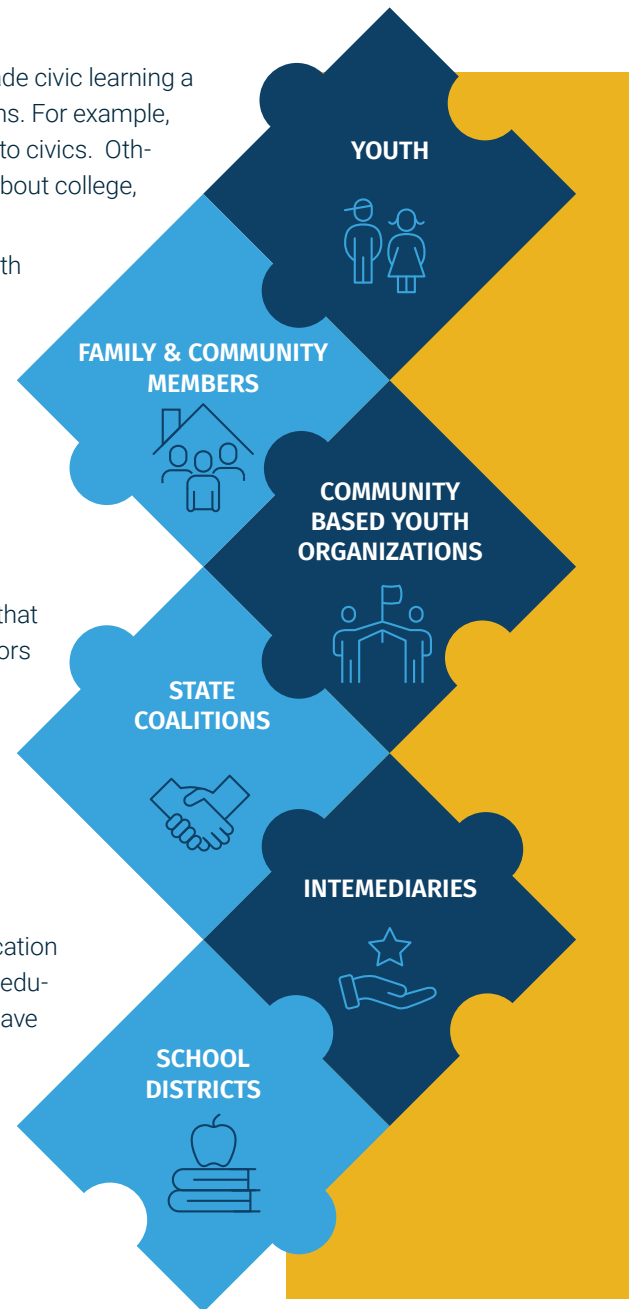 ade civic learning a
ns. For example,
to civics. Oth-
bout college,
th
that
ors
cation
edu-
ave
YOUTH
FAMILY & COMMUNITY
MEMBERS
COMMUNITY
BASED YOUTH
ORGANIZATIONS
STATE
COALITIONS
INTEMEDIARIES
SCHOOL
DISTRICTS